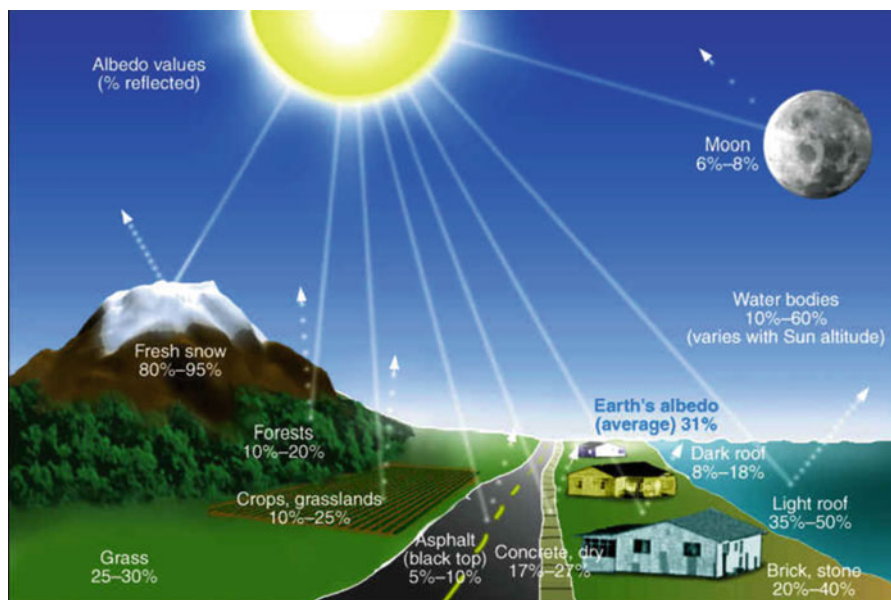 Albedo values
(% reflected)
Moon
6%–8%
Water bodies
10%–60%
(varies with Sun altitude)
Fresh snow
80%–95%
Earth's albedo
(average) 31%
Forests
10%–20%
Dark roof
8%–18%
Crops, grasslands
10%–25%
Light roof
35%–50%
Asphalt
(black top)
5%–10%
Concrete, dry
17%–27%
Grass
25–30%
Brick, stone
20%–40%